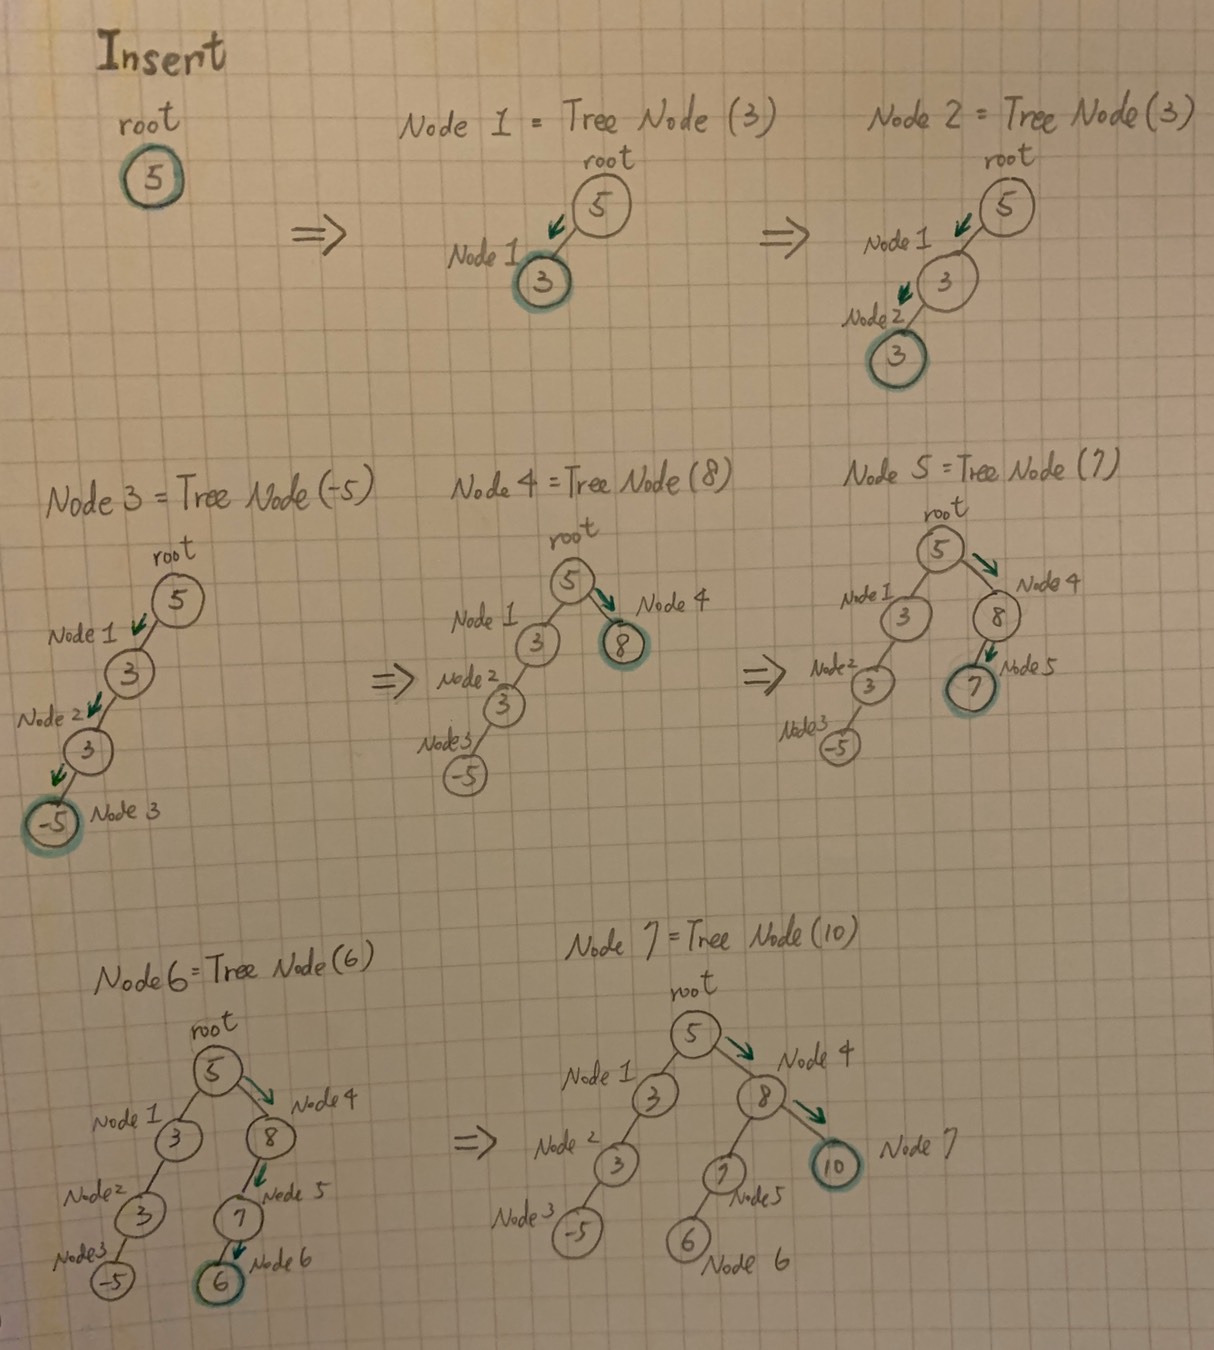 Insert
root
5
⇒
Node 1 = Tree Node (3)
root
5
Node 1
3
⇒
Node 2 = Tree Node (3)
root
5
Node 1
3
Node 2
3
Node 3 = Tree Node (-5)
root
5
Node 1
3
Node 2
3
-5
Node 3
⇒
Node 4 = Tree Node (8)
root
5
Node 1
3
8
Node 4
Node 2
3
Node 3
-5
⇒
Node 5 = Tree Node (7)
root
5
Node 1
3
8
Node 4
Node 2
3
7
Node 5
Node 3
-5
Node 6 = Tree Node (6)
root
5
Node 1
3
8
Node 4
Node 2
3
7
Node 5
Node 3
-5
6
Node 6
⇒
Node 7 = Tree Node (10)
root
5
Node 1
3
8
Node 4
Node 2
3
7
Node 5
10
Node 7
Node 3
-5
6
Node 6